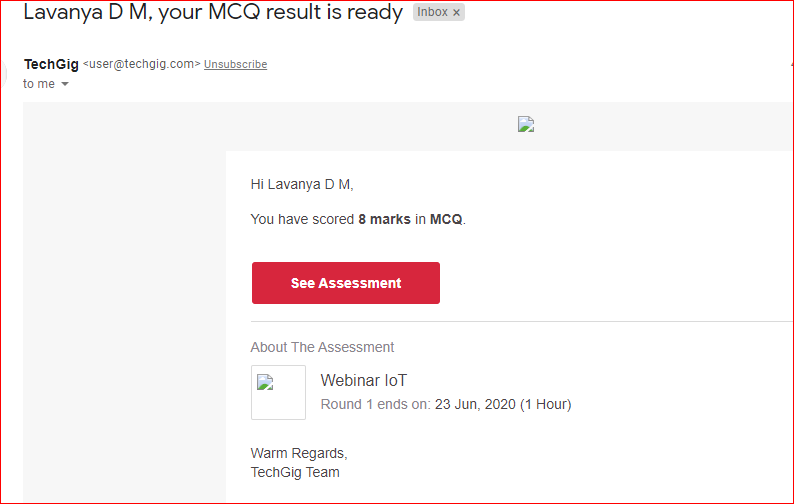 Lavanya D M, your MCQ result is ready Inbox ×
TechGig <user@techgig.com> Unsubscribe
to me
Hi Lavanya D M,
You have scored 8 marks in MCQ.
See Assessment
About The Assessment
Webinar IoT
Round 1 ends on: 23 Jun, 2020 (1 Hour)
Warm Regards,
TechGig Team